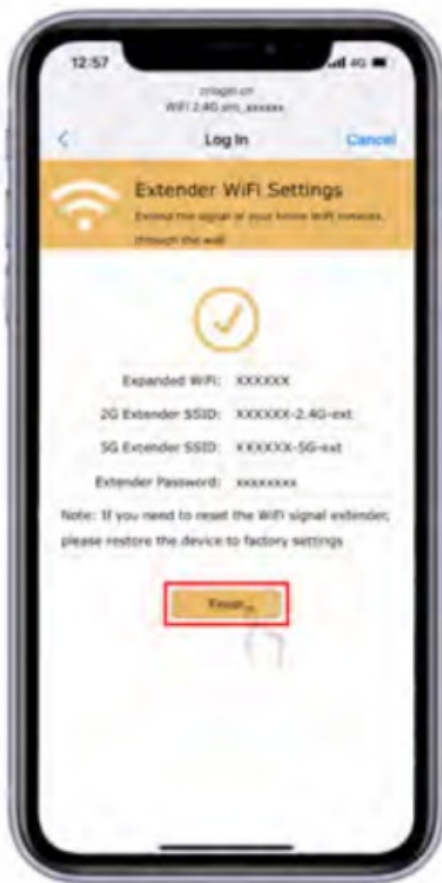 12:57
4G
WiFi 2.4G
Log In
Cancel
Extender WiFi Settings
Extend the signal of your home WiFi network,
through the wall
Expanded WiFi: XXXXXX
2G Extender SSID: XXXXXX-2.4G-ext
5G Extender SSID: XXXXXX-5G-ext
Extender Password: xxxxxxxx
Note: If you need to reset the WiFi signal extender,
please restore the device to factory settings
Finish